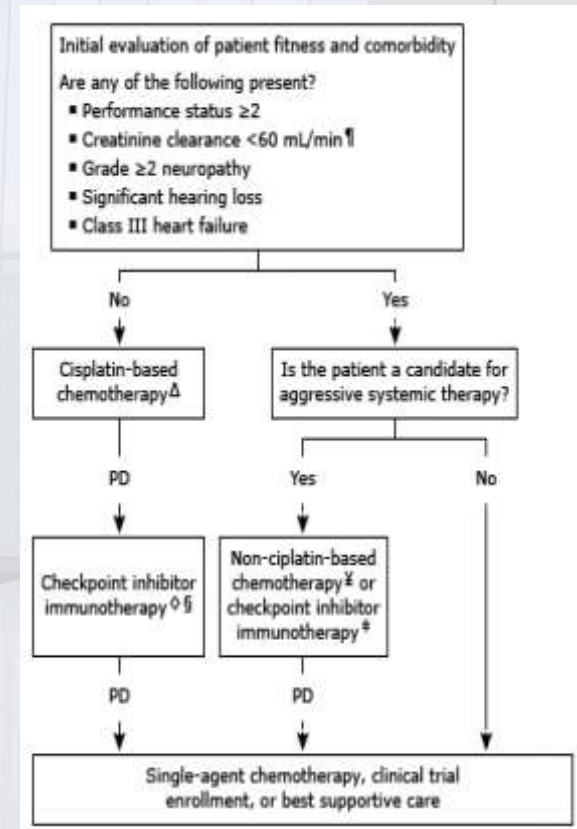 Initial evaluation of patient fitness and comorbidity
Are any of the following present?
▪ Performance status ≥2
▪ Creatinine clearance <60 mL/min¶
▪ Grade ≥2 neuropathy
▪ Significant hearing loss
▪ Class III heart failure
No
Yes
Cisplatin-based
chemotherapyΔ
Is the patient a candidate for
aggressive systemic therapy?
PD
Yes
No
Checkpoint inhibitor
immunotherapy◊§
Non-ciplatin-based
chemotherapy¥ or
checkpoint inhibitor
immunotherapy‡
PD
PD
Single-agent chemotherapy, clinical trial
enrollment, or best supportive care